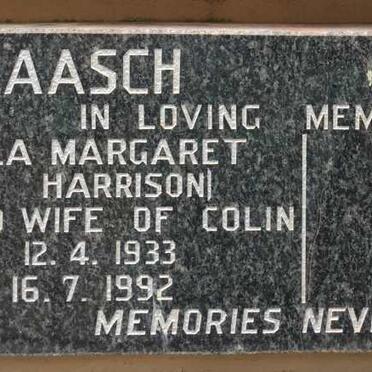 AASCH
IN LOVING MEM
LA MARGARET
HARRISON)
D WIFE OF COLIN
12. 4. 1933
16. 7. 1992
MEMORIES NEV